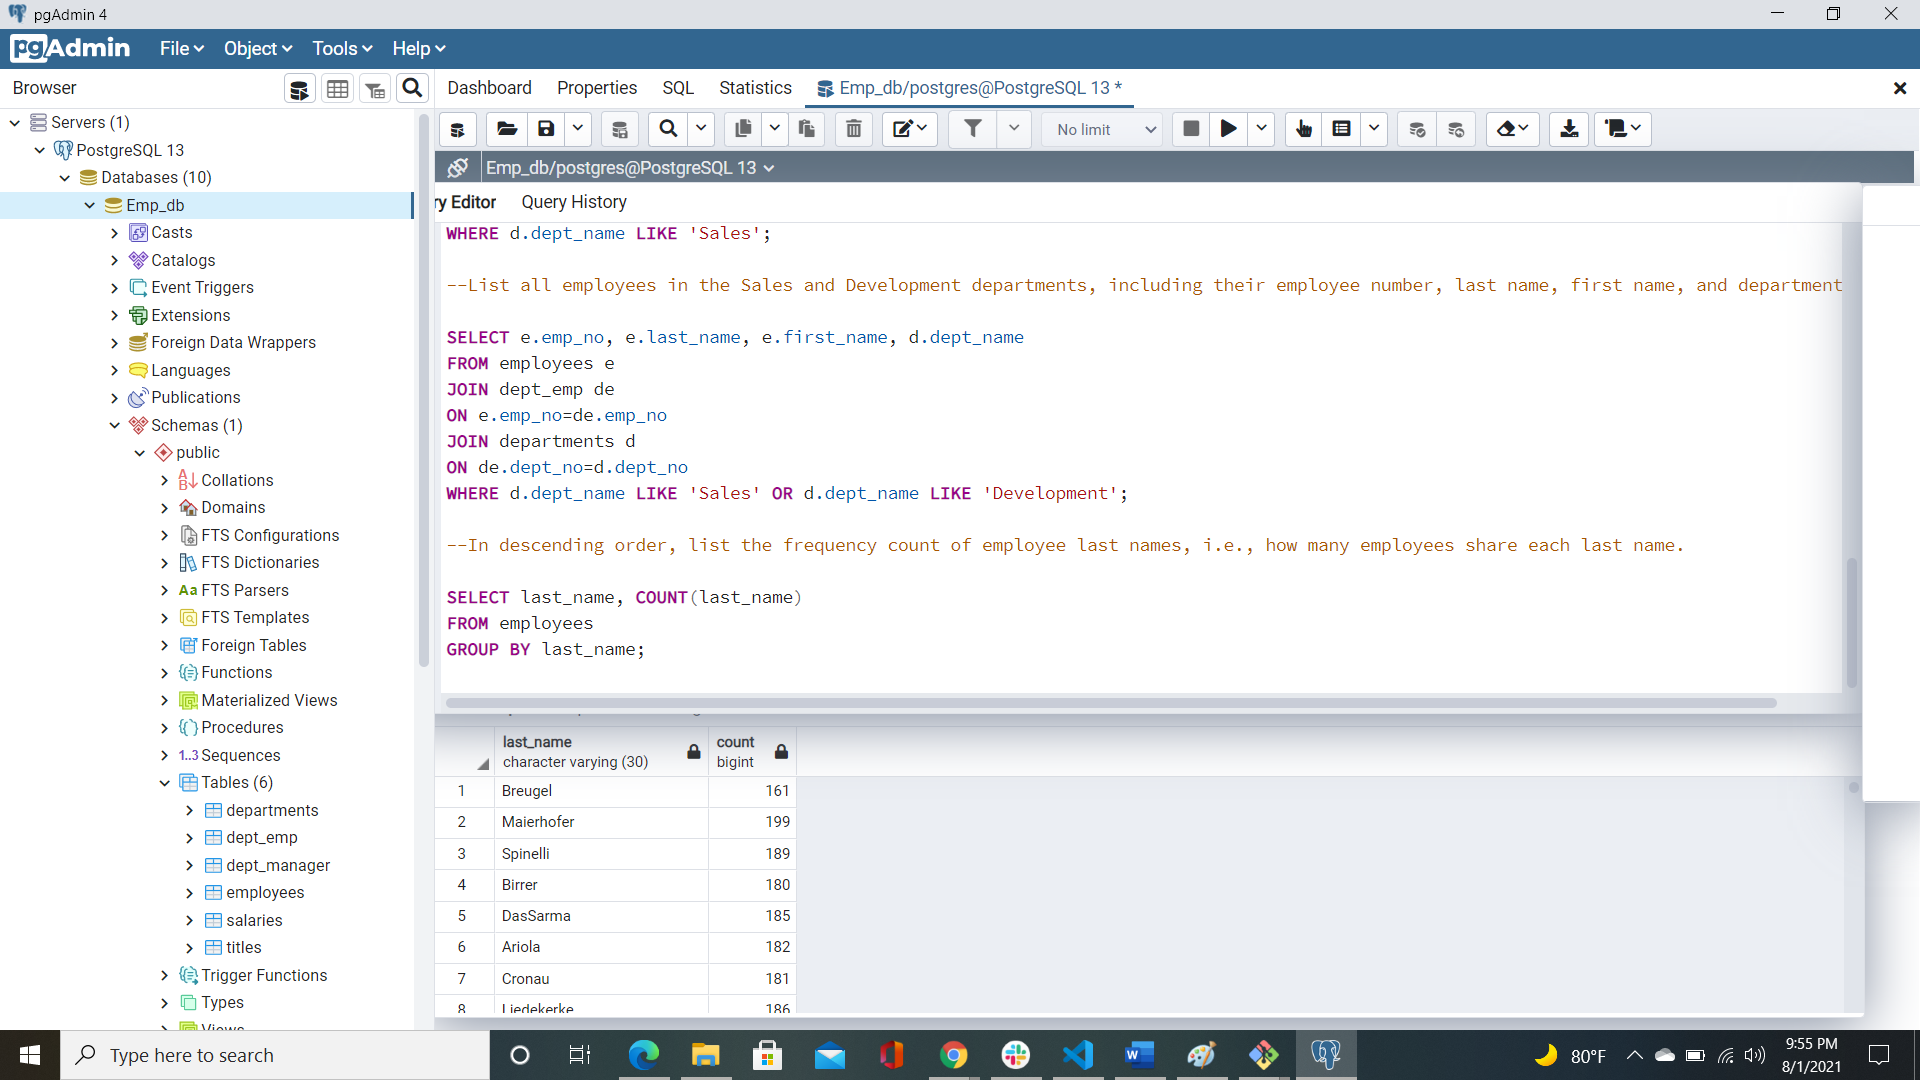 pgAdmin 4
pgAdmin File Object Tools Help
Browser
Dashboard Properties SQL Statistics Emp_db/postgres@PostgreSQL 13 *
No limit
Emp_db/postgres@PostgreSQL 13
ry Editor Query History
Servers (1)
PostgreSQL 13
Databases (10)
Emp_db
Casts
Catalogs
Event Triggers
Extensions
Foreign Data Wrappers
Languages
Publications
Schemas (1)
public
Collations
Domains
FTS Configurations
FTS Dictionaries
Aa FTS Parsers
FTS Templates
Foreign Tables
Functions
Materialized Views
Procedures
1..3 Sequences
Tables (6)
departments
dept_emp
dept_manager
employees
salaries
titles
Trigger Functions
Types
Views
WHERE d.dept_name LIKE 'Sales';
--List all employees in the Sales and Development departments, including their employee number, last name, first name, and department
SELECT e.emp_no, e.last_name, e.first_name, d.dept_name
FROM employees e
JOIN dept_emp de
ON e.emp_no=de.emp_no
JOIN departments d
ON de.dept_no=d.dept_no
WHERE d.dept_name LIKE 'Sales' OR d.dept_name LIKE 'Development';
--In descending order, list the frequency count of employee last names, i.e., how many employees share each last name.
SELECT last_name, COUNT(last_name)
FROM employees
GROUP BY last_name;
last_name count
character varying (30) bigint
1 Breugel 161
2 Maierhofer 199
3 Spinelli 189
4 Birrer 180
5 DasSarma 185
6 Ariola 182
7 Cronau 181
8 Liedekerke 186
Type here to search
80°F
9:55 PM
8/1/2021